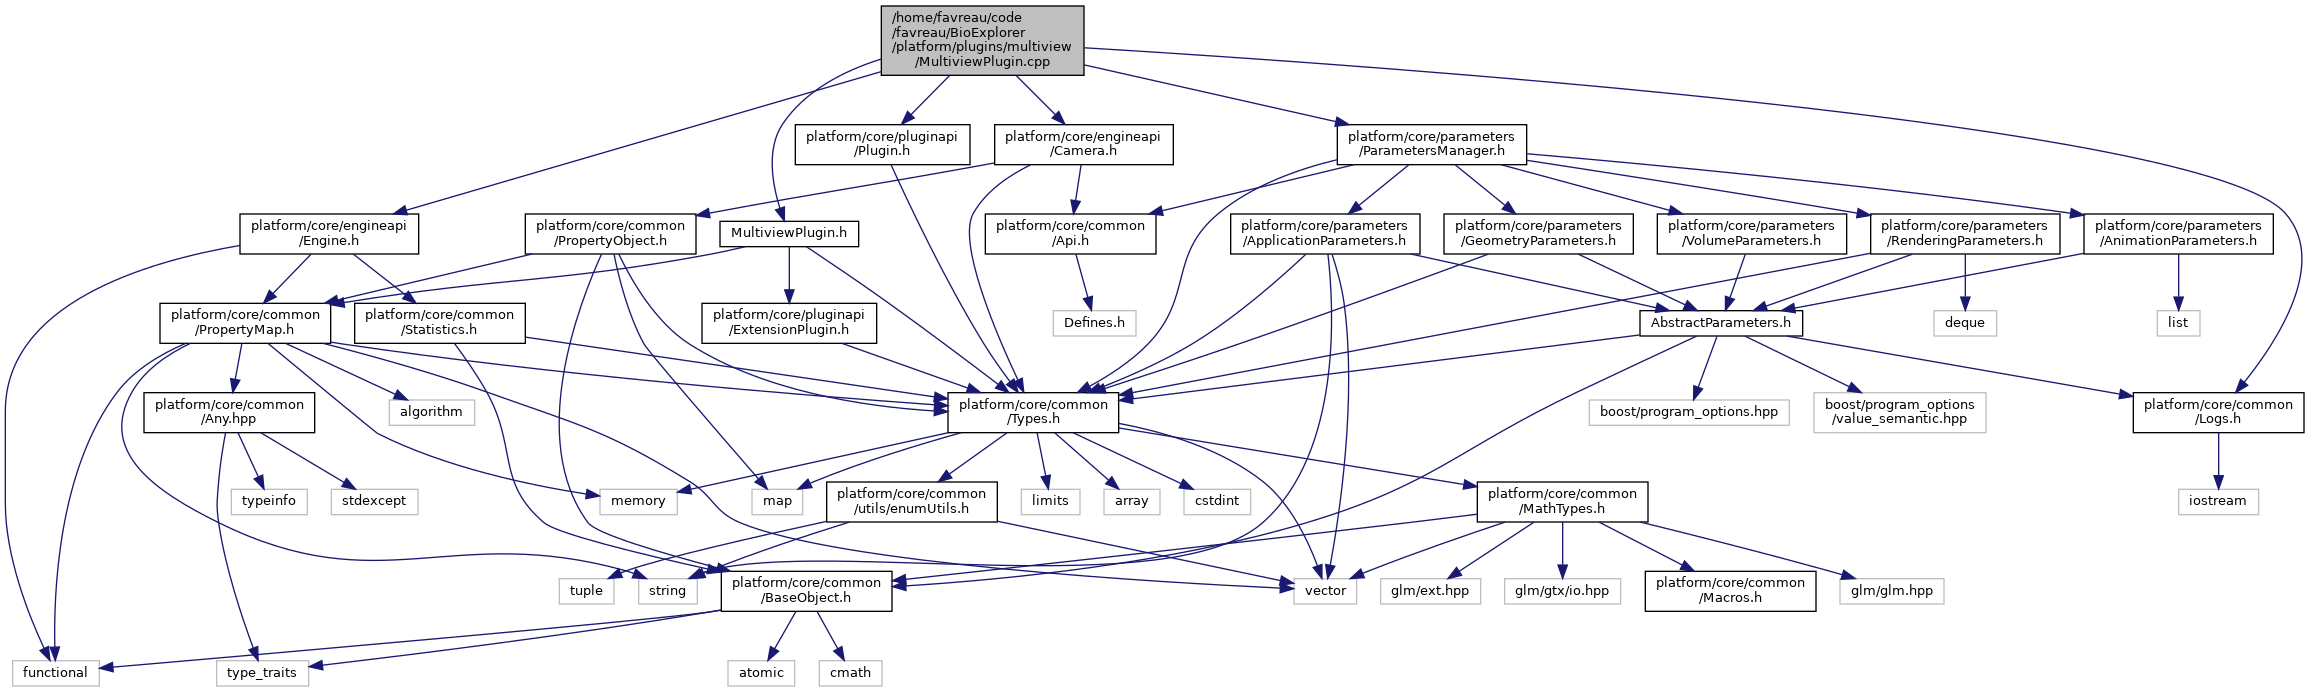 /home/favreau/code
/favreau/BioExplorer
/platform/plugins/multiview
/MultiviewPlugin.cpp
platform/core/pluginapi
/Plugin.h
platform/core/engineapi
/Camera.h
platform/core/parameters
/ParametersManager.h
platform/core/engineapi
/Engine.h
platform/core/common
/PropertyObject.h
MultiviewPlugin.h
platform/core/common
/Api.h
platform/core/parameters
/ApplicationParameters.h
platform/core/parameters
/GeometryParameters.h
platform/core/parameters
/VolumeParameters.h
platform/core/parameters
/RenderingParameters.h
platform/core/parameters
/AnimationParameters.h
platform/core/common
/PropertyMap.h
platform/core/common
/Statistics.h
platform/core/pluginapi
/ExtensionPlugin.h
Defines.h
AbstractParameters.h
deque
list
platform/core/common
/Any.hpp
algorithm
platform/core/common
/Types.h
boost/program_options.hpp
boost/program_options
/value_semantic.hpp
platform/core/common
/Logs.h
typeinfo
stdexcept
memory
map
platform/core/common
/utils/enumUtils.h
limits
array
cstdint
platform/core/common
/MathTypes.h
iostream
tuple
string
platform/core/common
/BaseObject.h
vector
glm/ext.hpp
glm/gtx/io.hpp
platform/core/common
/Macros.h
glm/glm.hpp
functional
type_traits
atomic
cmath